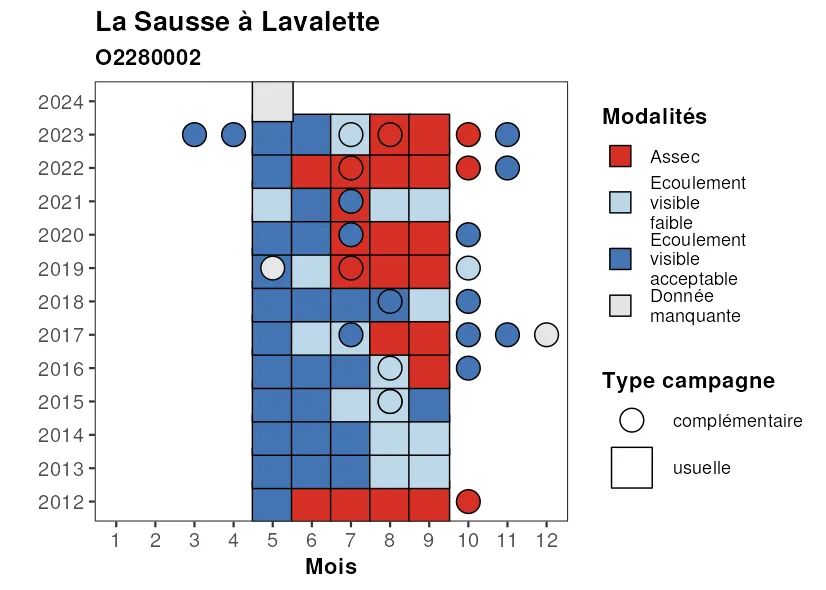 La Sausse à Lavalette
O2280002
2024
2023
2022
2021
2020
2019
2018
2017
2016
2015
2014
2013
2012
1 2 3 4 5 6 7 8 9 10 11 12
Mois
Modalités
Assec
Ecoulement
visible
faible
Ecoulement
visible
acceptable
Donnée
manquante
Type campagne
complémentaire
usuelle